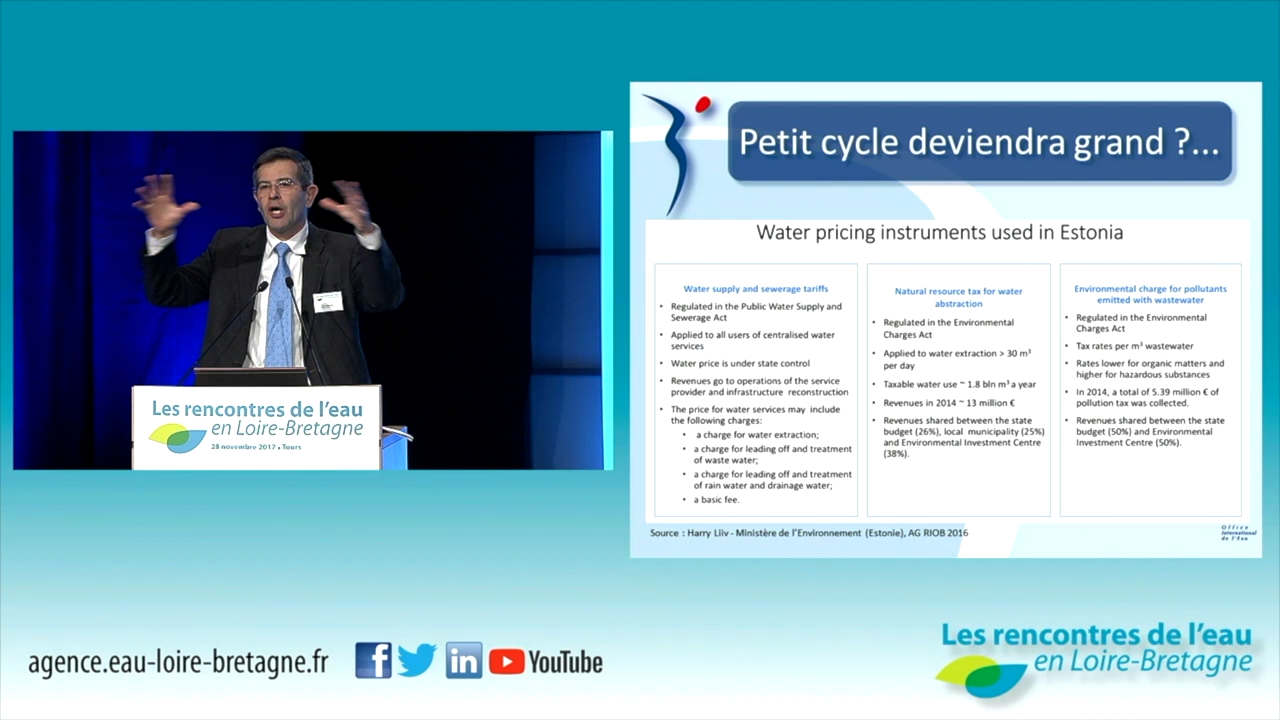 Petit cycle deviendra grand ?...
Water pricing instruments used in Estonia
Water supply and sewerage tariffs
• Regulated in the Public Water Supply and
Sewerage Act
• Applied to all users of centralised water
services
• Water price is under state control
• Revenues go to operations of the service
provider and infrastructure reconstruction
• The price for water services may include
the following charges:
• a charge for water extraction;
• a charge for leading off and treatment
of waste water;
• a charge for leading off and treatment
of rain water and drainage water;
• a basic fee.
Natural resource tax for water
abstraction
• Regulated in the Environmental
Charges Act
• Applied to water extraction > 30 m³
per day
• Taxable water use ~ 1.8 bln m³ a year
• Revenues in 2014 ~ 13 million €
• Revenues shared between the state
budget (26%), local municipality (25%)
and Environmental Investment Centre
(38%).
Environmental charge for pollutants
emitted with wastewater
• Regulated in the Environmental
Charges Act
• Tax rates per m³ wastewater
• Rates lower for organic matters and
higher for hazardous substances
• In 2014, a total of 5.39 million € of
pollution tax was collected.
• Revenues shared between the state
budget (50%) and Environmental
Investment Centre (50%).
Source : Harry Liiv - Ministère de l'Environnement (Estonie), AG RIOB 2016
Office
International
de l'Eau
Les rencontres de l'eau
en Loire-Bretagne
28 novembre 2017 • Tours
agence.eau-loire-bretagne.fr
f
in
YouTube
Les rencontres de l'eau
en Loire-Bretagne